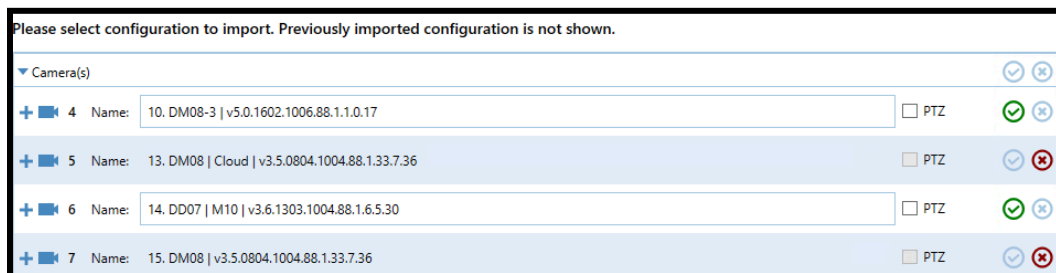 Please select configuration to import. Previously imported configuration is not shown.
Camera(s)
4 Name: 10. DM08-3 | v5.0.1602.1006.88.1.1.0.17 PTZ
5 Name: 13. DM08 | Cloud | v3.5.0804.1004.88.1.33.7.36 PTZ
6 Name: 14. DD07 | M10 | v3.6.1303.1004.88.1.6.5.30 PTZ
7 Name: 15. DM08 | v3.5.0804.1004.88.1.33.7.36 PTZ